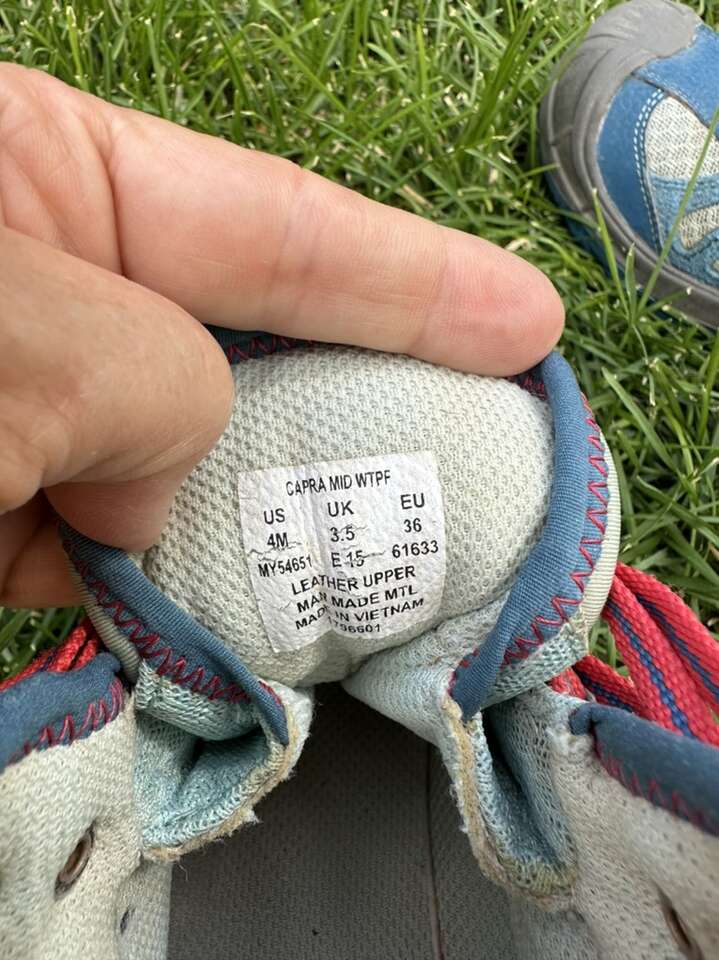 CAPRA MID WTPF
US UK EU
4M 3.5 36
MY54651 E 15 61633
LEATHER UPPER
MAN MADE MTL
MADE IN VIETNAM